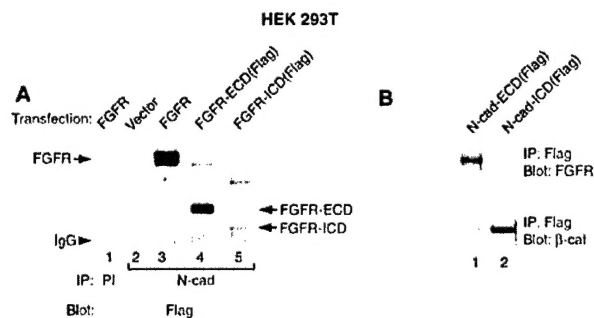 HEK 293T
A
Transfection:
FGFR
Vector
FGFR
FGFR-ECD(Flag)
FGFR-ICD(Flag)
FGFR
FGFR-ECD
FGFR-ICD
IgG
1 2 3 4 5
IP: PI N-cad
Blot: Flag
B
N-cad-ECD(Flag)
N-cad-ICD(Flag)
IP: Flag
Blot: FGFR
IP: Flag
Blot: β-cat
1 2